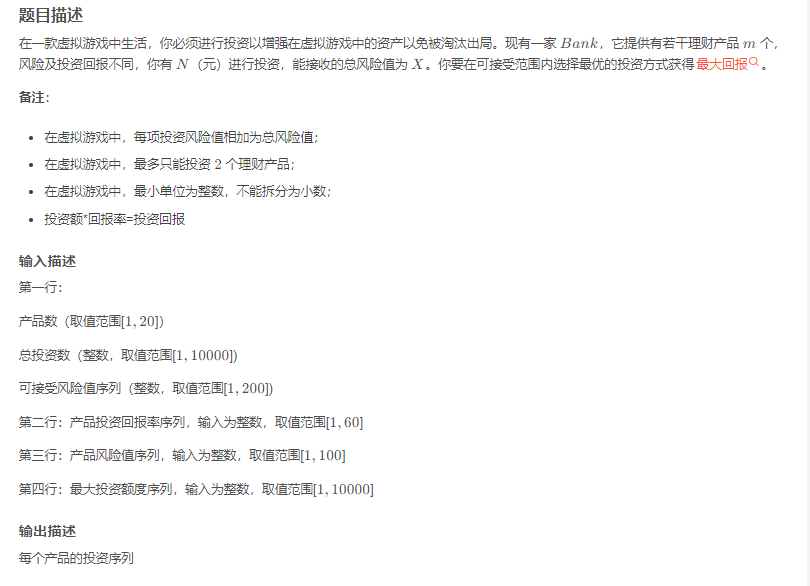 题目描述
在一款虚拟游戏中生活，你必须进行投资以增强在虚拟游戏中的资产以免被淘汰出局。现有一家 Bank，它提供有若干理财产品 m 个，
风险及投资回报不同，你有 N（元）进行投资，能接收的总风险值为 X。你要在可接受范围内选择最优的投资方式获得最大回报。
备注：
在虚拟游戏中，每项投资风险值相加为总风险值；
在虚拟游戏中，最多只能投资 2 个理财产品；
在虚拟游戏中，最小单位为整数，不能拆分为小数；
投资额*回报率=投资回报
输入描述
第一行：
产品数（取值范围[1, 20]）
总投资数（整数，取值范围[1, 10000]）
可接受风险值序列（整数，取值范围[1, 200]）
第二行：产品投资回报率序列，输入为整数，取值范围[1, 60]
第三行：产品风险值序列，输入为整数，取值范围[1, 100]
第四行：最大投资额度序列，输入为整数，取值范围[1, 10000]
输出描述
每个产品的投资序列